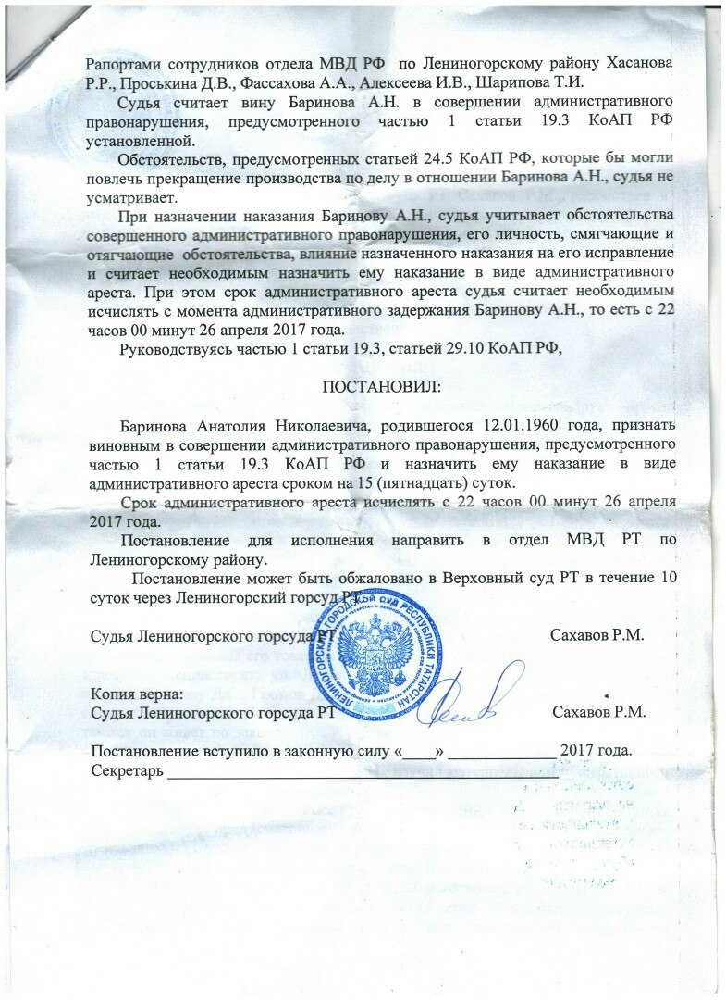 Рапортами сотрудников отдела МВД РФ по Лениногорскому району Хасанова
Р.Р., Проськина Д.В., Фассахова А.А., Алексеева И.В., Шарипова Т.И.
Судья считает вину Баринова А.Н. в совершении административного
правонарушения, предусмотренного частью 1 статьи 19.3 КоАП РФ
установленной.
Обстоятельств, предусмотренных статьей 24.5 КоАП РФ, которые бы могли
повлечь прекращение производства по делу в отношении Баринова А.Н., судья не
усматривает.
При назначении наказания Баринову А.Н., судья учитывает обстоятельства
совершенного административного правонарушения, его личность, смягчающие и
отягчающие обстоятельства, влияние назначенного наказания на его исправление
и считает необходимым назначить ему наказание в виде административного
ареста. При этом срок административного ареста судья считает необходимым
исчислять с момента административного задержания Баринову А.Н., то есть с 22
часов 00 минут 26 апреля 2017 года.
Руководствуясь частью 1 статьи 19.3, статьей 29.10 КоАП РФ,
ПОСТАНОВИЛ:
Баринова Анатолия Николаевича, родившегося 12.01.1960 года, признать
виновным в совершении административного правонарушения, предусмотренного
частью 1 статьи 19.3 КоАП РФ и назначить ему наказание в виде
административного ареста сроком на 15 (пятнадцать) суток.
Срок административного ареста исчислять с 22 часов 00 минут 26 апреля
2017 года.
Постановление для исполнения направить в отдел МВД РТ по
Лениногорскому району.
Постановление может быть обжаловано в Верховный суд РТ в течение 10
суток через Лениногорский горсуд РТ.
Судья Лениногорского горсуда РТ Сахавов Р.М.
ЛЕНИНОГОРСКИЙ ГОРОДСКОЙ СУД РЕСПУБЛИКИ ТАТАРСТАН
Копия верна:
Судья Лениногорского горсуда РТ Сахавов Р.М.
Постановление вступило в законную силу «____» ______________ 2017 года.
Секретарь ______________________________